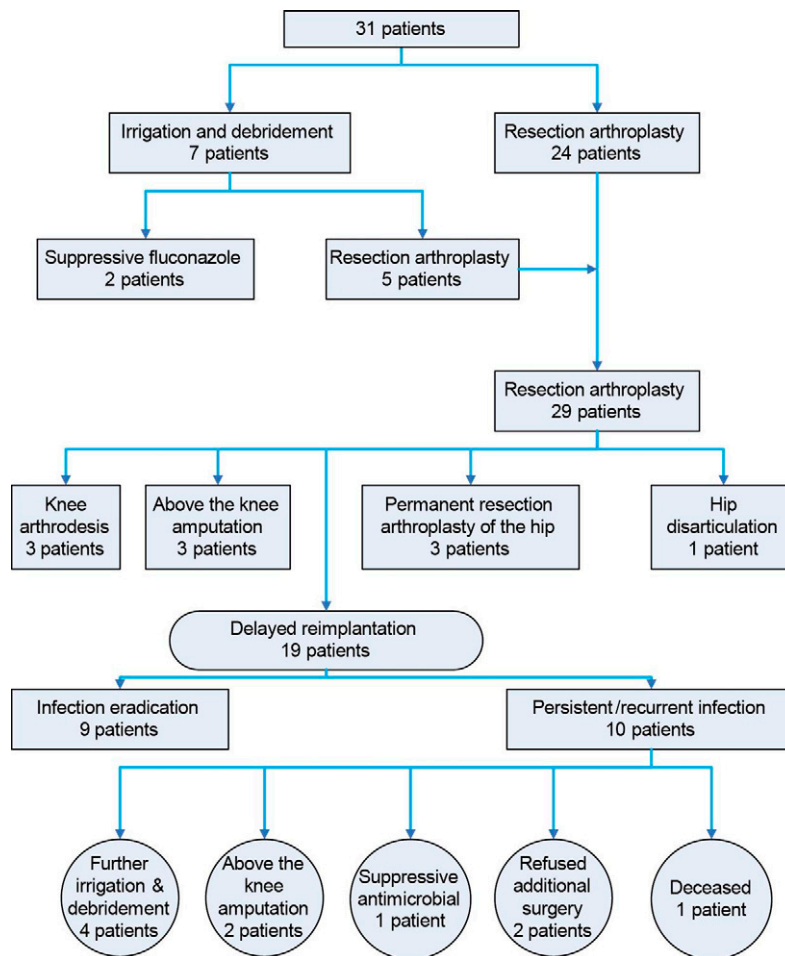 31 patients
Irrigation and debridement
7 patients
Resection arthroplasty
24 patients
Suppressive fluconazole
2 patients
Resection arthroplasty
5 patients
Resection arthroplasty
29 patients
Knee
arthrodesis
3 patients
Above the knee
amputation
3 patients
Permanent resection
arthroplasty of the hip
3 patients
Hip
disarticulation
1 patient
Delayed reimplantation
19 patients
Infection eradication
9 patients
Persistent/recurrent infection
10 patients
Further
irrigation &
debridement
4 patients
Above the
knee
amputation
2 patients
Suppressive
antimicrobial
1 patient
Refused
additional
surgery
2 patients
Deceased
1 patient